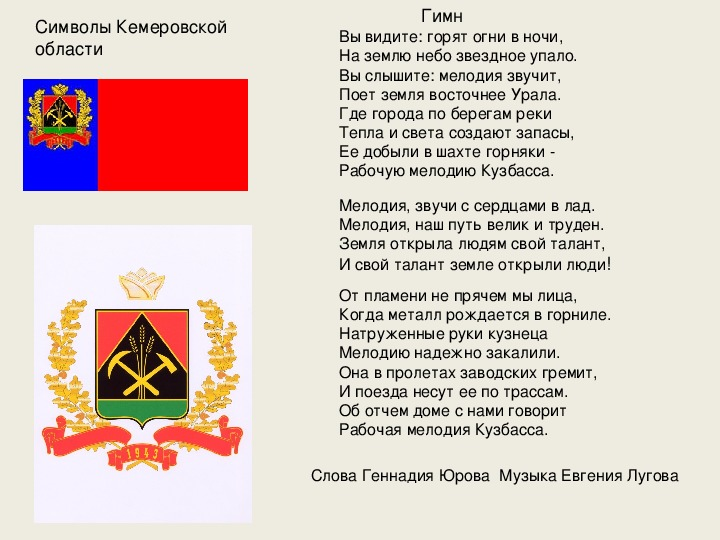 Символы Кемеровской
области
Гимн
Вы видите: горят огни в ночи,
На землю небо звездное упало.
Вы слышите: мелодия звучит,
Поет земля восточнее Урала.
Где города по берегам реки
Тепла и света создают запасы,
Ее добыли в шахте горняки -
Рабочую мелодию Кузбасса.
Мелодия, звучи с сердцами в лад.
Мелодия, наш путь велик и труден.
Земля открыла людям свой талант,
И свой талант земле открыли люди!
От пламени не прячем мы лица,
Когда металл рождается в горниле.
Натруженные руки кузнеца
Мелодию надежно закалили.
Она в пролетах заводских гремит,
И поезда несут ее по трассам.
Об отчем доме с нами говорит
Рабочая мелодия Кузбасса.
1943
Слова Геннадия Юрова Музыка Евгения Лугова